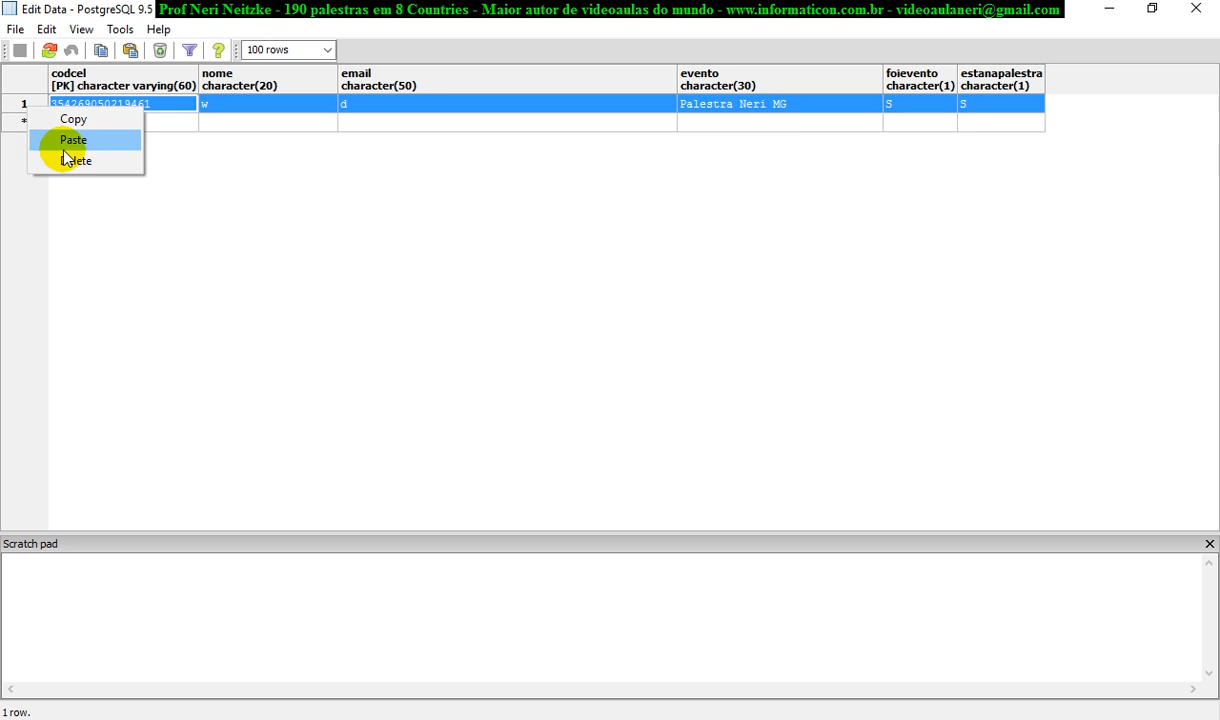 Edit Data - PostgreSQL 9.5 Prof Neri Neitzke - 190 palestras em 8 Countries - Maior autor de videoaulas do mundo - www.informaticon.com.br - videoaulaneri@gmail.com
File Edit View Tools Help
100 rows
codcel nome email evento foievento estanapalestra
[PK] character varying(60) character(20) character(50) character(30) character(1) character(1)
1 354269050219461 w d Palestra Neri MG S S
*
Copy
Paste
Scratch pad
1 row.